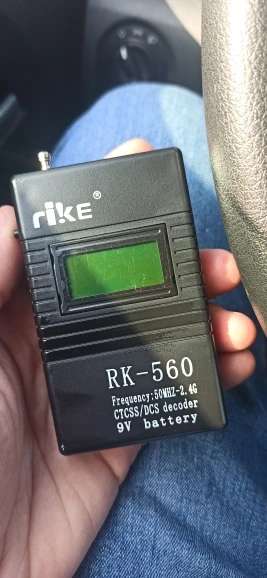 riKE®
RK-560
Frequency:50MHZ-2.4G
CTCSS/DCS decoder
9V battery